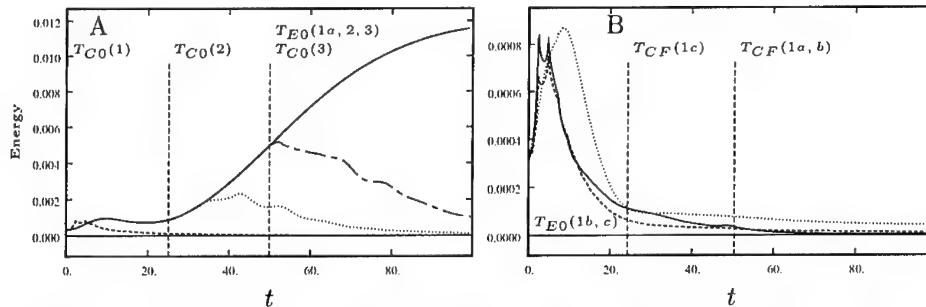 A
B
T_{E0}(1a, 2, 3)
T_{C0}(1)
T_{C0}(2)
T_{C0}(3)
T_{CF}(1c)
T_{CF}(1a, b)
T_{E0}(1b, c)
Energy
0.012
0.010
0.008
0.006
0.004
0.002
0.000
0.0008
0.0006
0.0004
0.0002
0.0000
0. 20. 40. 60. 80.
0. 20. 40. 60. 80.
t
t